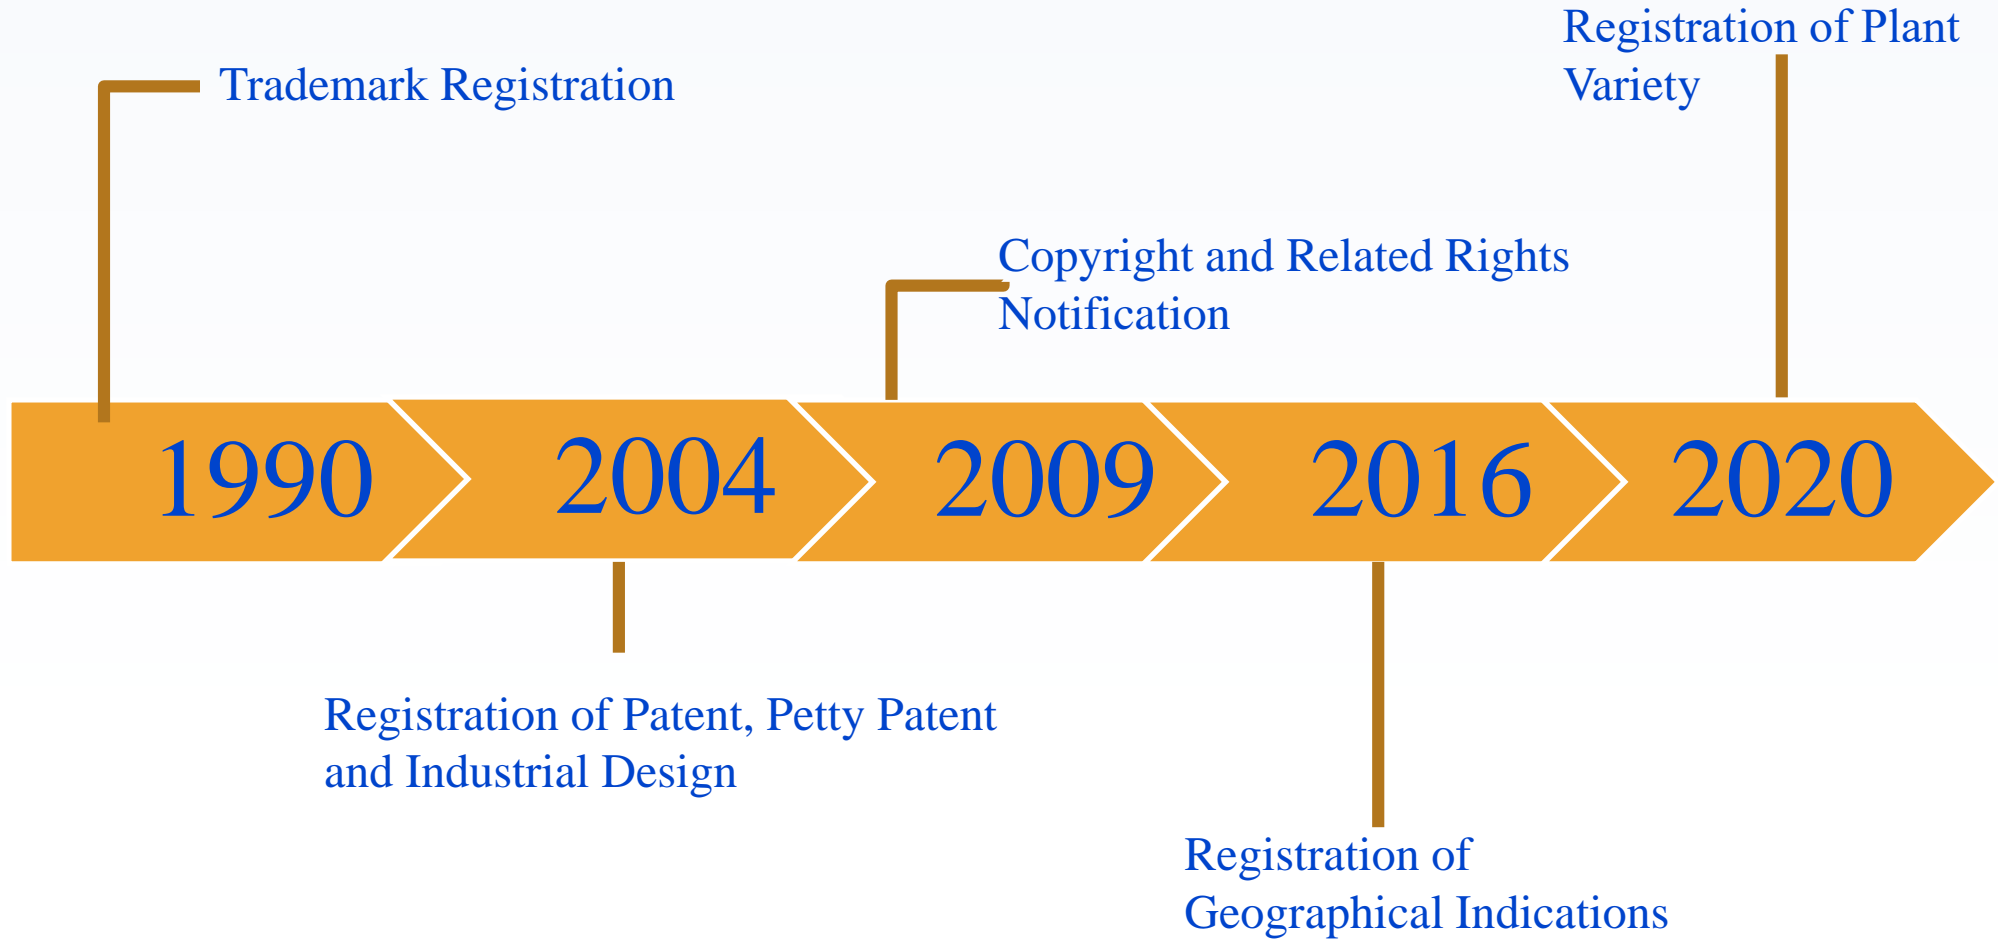 Registration of Plant
Variety
Trademark Registration
Copyright and Related Rights
Notification
1990
2004
2009
2016
2020
Registration of Patent, Petty Patent
and Industrial Design
Registration of
Geographical Indications